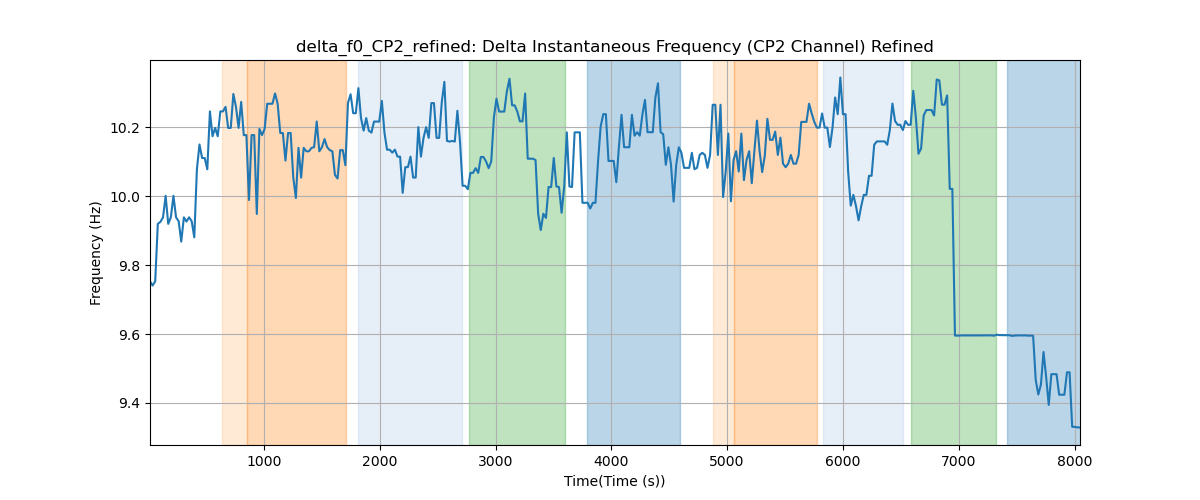 delta_f0_CP2_refined: Delta Instantaneous Frequency (CP2 Channel) Refined
Frequency (Hz)
10.2
10.0
9.8
9.6
9.4
1000 2000 3000 4000 5000 6000 7000 8000
Time(Time (s))